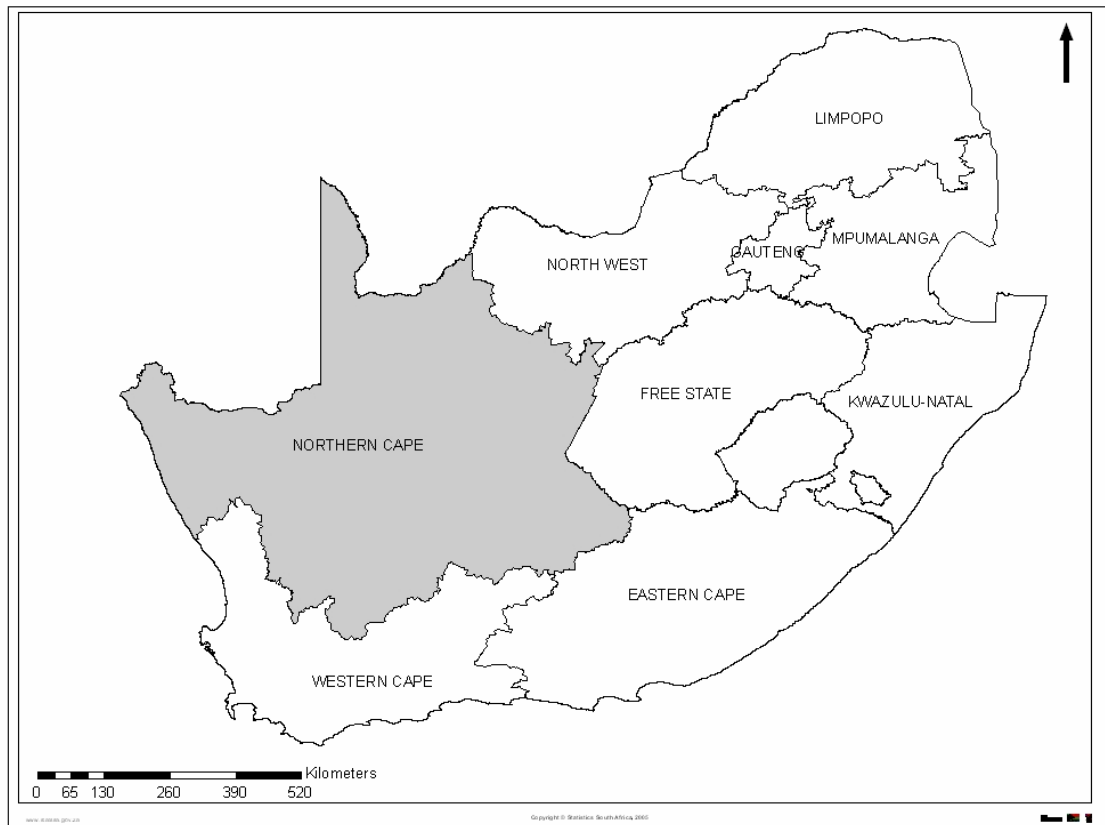 LIMPOPO
MPUMALANGA
GAUTENG
NORTH WEST
FREE STATE
KWAZULU-NATAL
NORTHERN CAPE
EASTERN CAPE
WESTERN CAPE
Kilometers
0 65 130 260 390 520
Copyright © Statistics South Africa, 2005